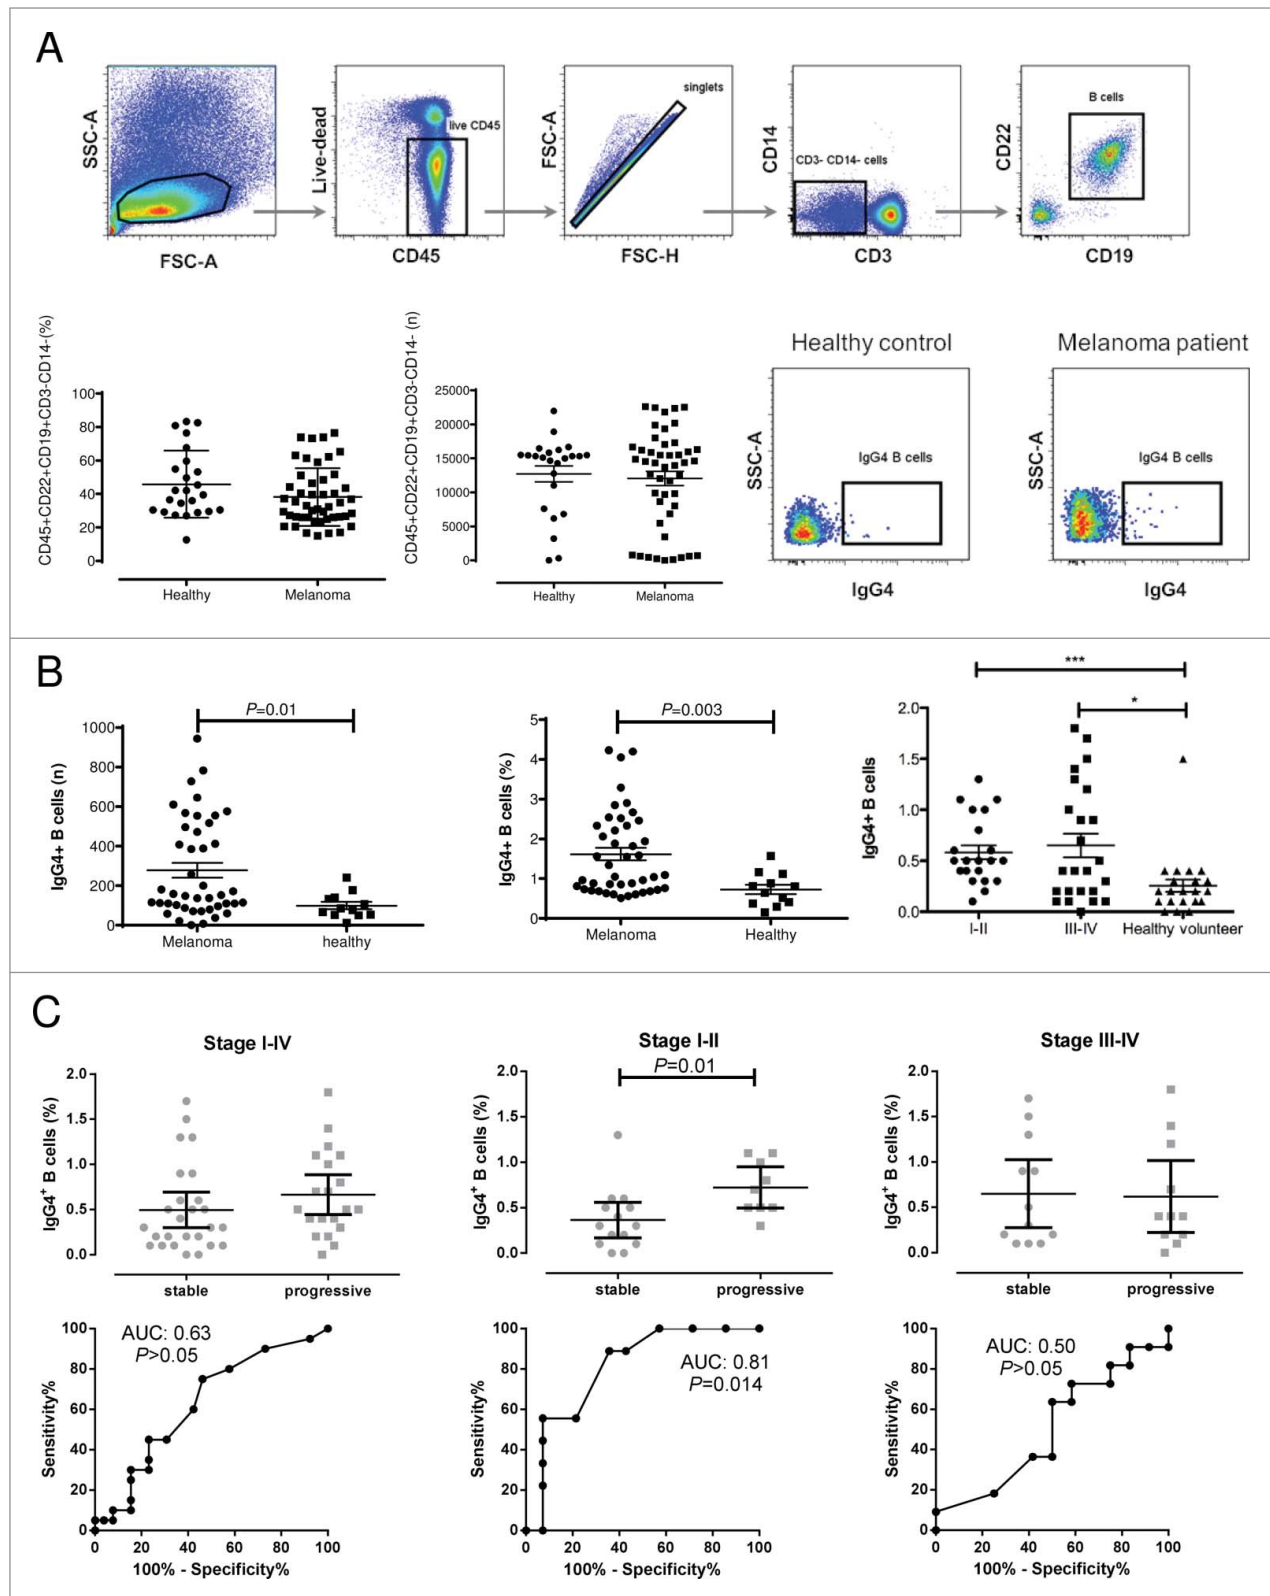 A
SSC-A
FSC-A
Live-dead
live CD45
CD45
FSC-A
singlets
FSC-H
CD14
CD3- CD14- cells
CD3
CD22
B cells
CD19
CD45+CD22+CD19+CD3-CD14-(%)
100
80
60
40
20
0
Healthy
Melanoma
CD45+CD22+CD19+CD3-CD14- (n)
25000
20000
15000
10000
5000
0
Healthy
Melanoma
Healthy control
SSC-A
IgG4 B cells
IgG4
Melanoma patient
SSC-A
IgG4 B cells
IgG4
B
IgG4+ B cells (n)
P=0.01
1000
800
600
400
200
0
Melanoma
healthy
IgG4+ B cells (%)
P=0.003
5
4
3
2
1
0
Melanoma
Healthy
IgG4+ B cells
***
*
2.0
1.5
1.0
0.5
0.0
I-II
III-IV
Healthy volunteer
C
Stage I-IV
IgG4+ B cells (%)
2.0
1.5
1.0
0.5
0.0
stable
progressive
Stage I-II
P=0.01
IgG4+ B cells (%)
2.0
1.5
1.0
0.5
0.0
stable
progressive
Stage III-IV
IgG4+ B cells (%)
2.0
1.5
1.0
0.5
0.0
stable
progressive
Sensitivity%
100
80
60
40
20
0
AUC: 0.63
P>0.05
0 20 40 60 80 100
100% - Specificity%
Sensitivity%
100
80
60
40
20
0
AUC: 0.81
P=0.014
0 20 40 60 80 100
100% - Specificity%
Sensitivity%
100
80
60
40
20
0
AUC: 0.50
P>0.05
0 20 40 60 80 100
100% - Specificity%